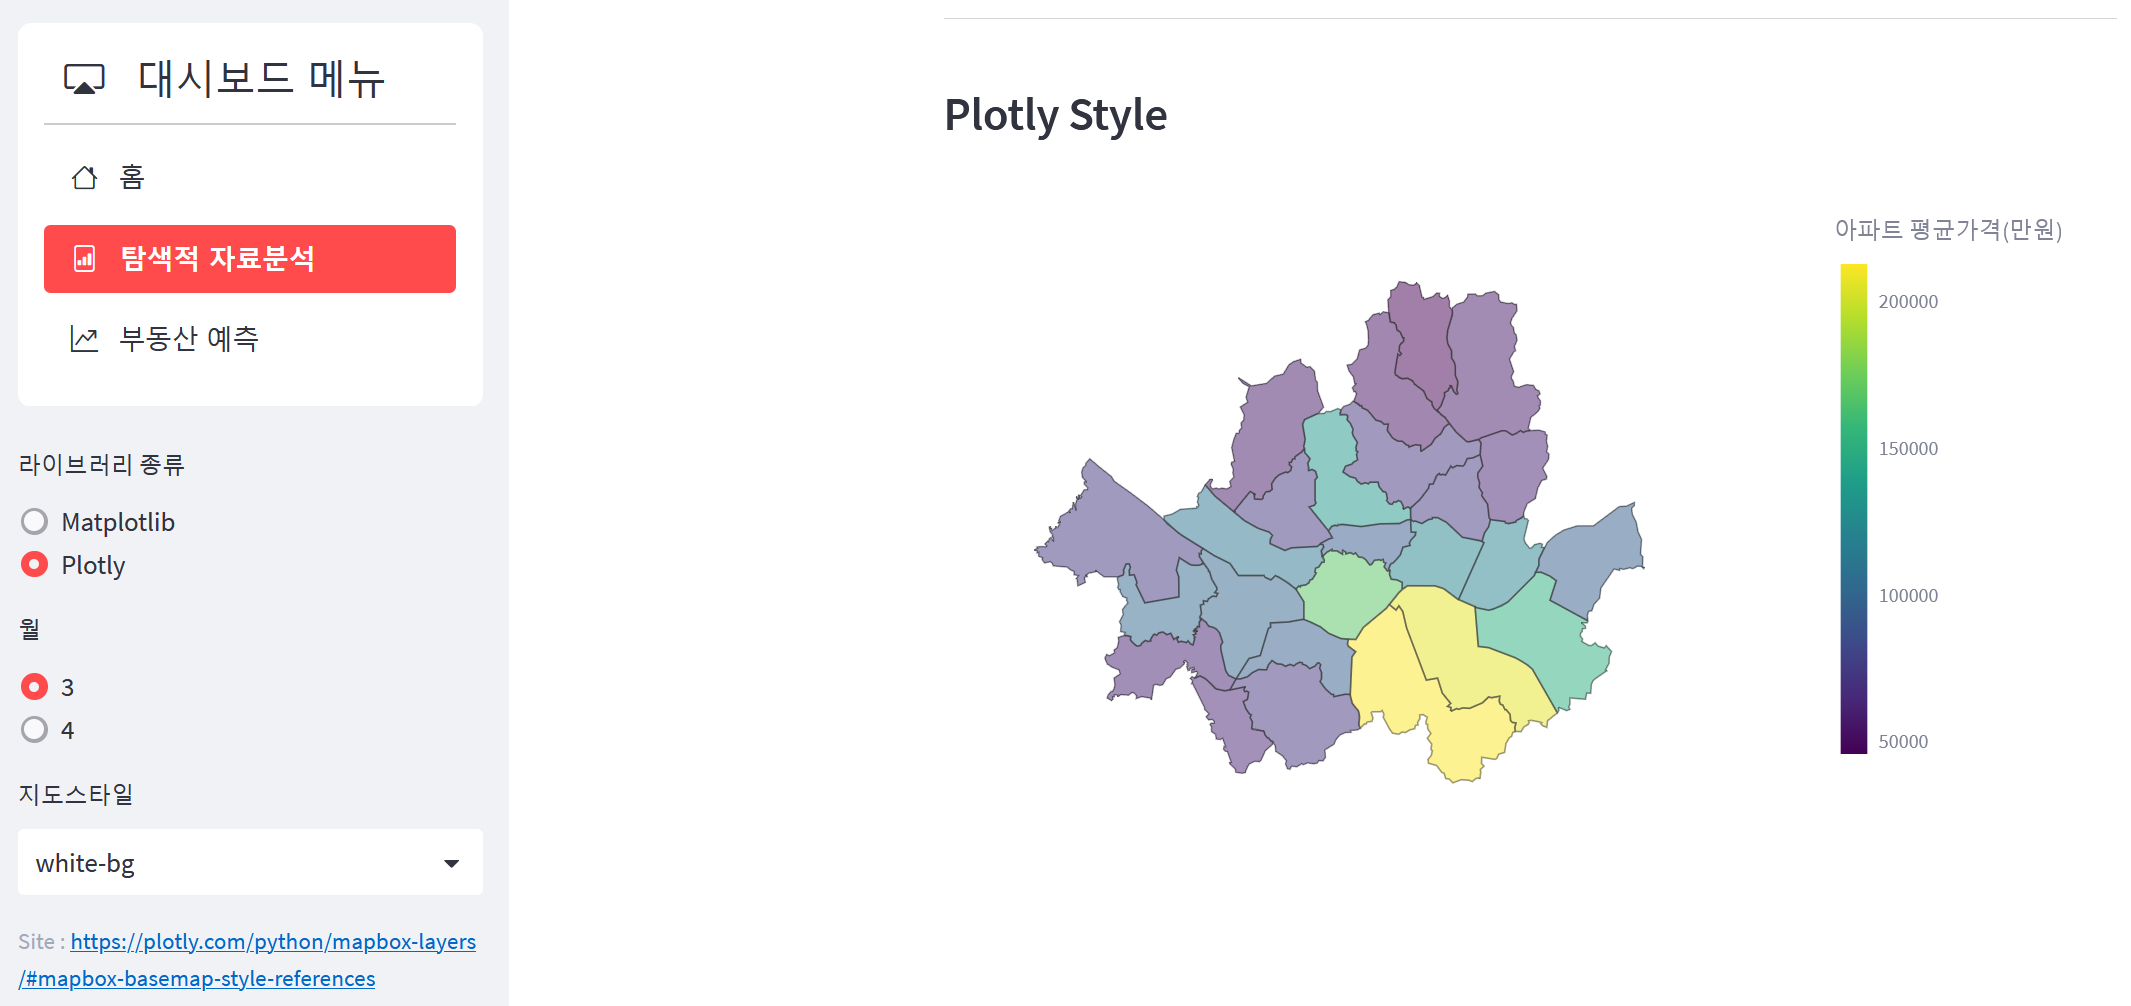 대시보드 메뉴
홈
탐색적 자료분석
부동산 예측
라이브러리 종류
Matplotlib
Plotly
월
3
4
지도스타일
white-bg
Site : https://plotly.com/python/mapbox-layers
/#mapbox-basemap-style-references
Plotly Style
아파트 평균가격(만원)
200000
150000
100000
50000